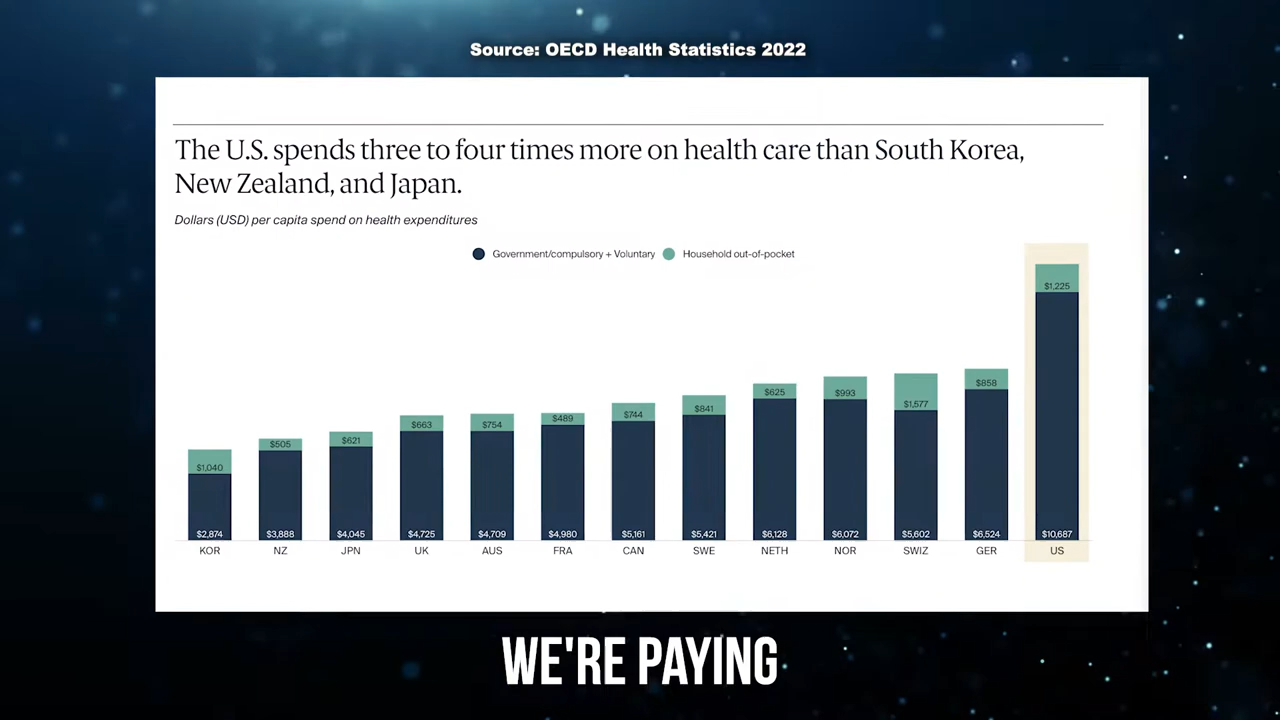 Source: OECD Health Statistics 2022
The U.S. spends three to four times more on health care than South Korea,
New Zealand, and Japan.
Dollars (USD) per capita spend on health expenditures
Government/compulsory + Voluntary Household out-of-pocket
$1,040 $505 $621 $663 $754 $489 $744 $841 $625 $993 $1,577 $858 $1,225
$2,874 $3,888 $4,045 $4,725 $4,709 $4,980 $5,161 $5,421 $6,128 $6,072 $5,602 $6,524 $10,687
KOR NZ JPN UK AUS FRA CAN SWE NETH NOR SWIZ GER US
WE'RE PAYING